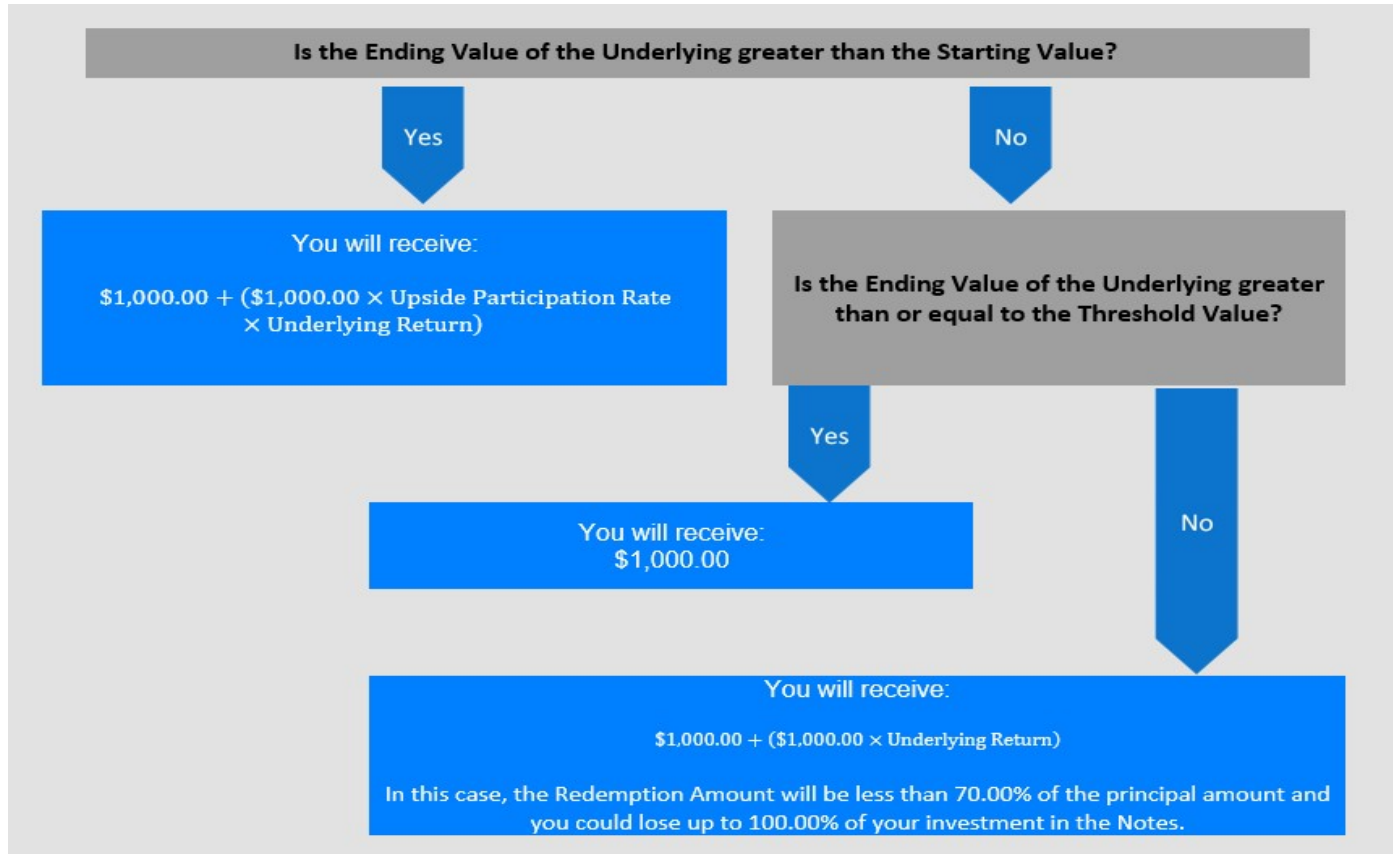 Is the Ending Value of the Underlying greater than the Starting Value?
Yes
No
You will receive:
$1,000.00 + ($1,000.00 × Upside Participation Rate
× Underlying Return)
Is the Ending Value of the Underlying greater
than or equal to the Threshold Value?
Yes
No
You will receive:
$1,000.00
You will receive:
$1,000.00 + ($1,000.00 × Underlying Return)
In this case, the Redemption Amount will be less than 70.00% of the principal amount and
you could lose up to 100.00% of your investment in the Notes.